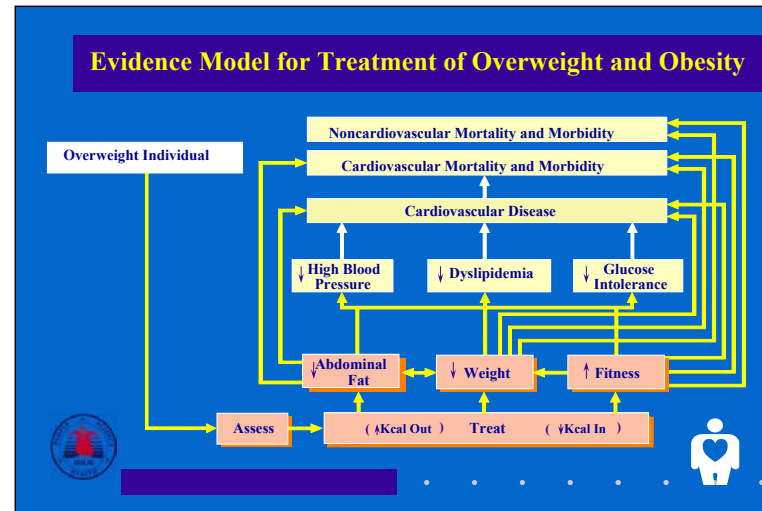 Evidence Model for Treatment of Overweight and Obesity
Noncardiovascular Mortality and Morbidity
Overweight Individual
Cardiovascular Mortality and Morbidity
Cardiovascular Disease
↓ High Blood
Pressure
↓ Dyslipidemia
↓ Glucose
Intolerance
↓ Abdominal
Fat
↓ Weight
↑ Fitness
Assess
( ↑Kcal Out ) Treat ( ↓Kcal In )